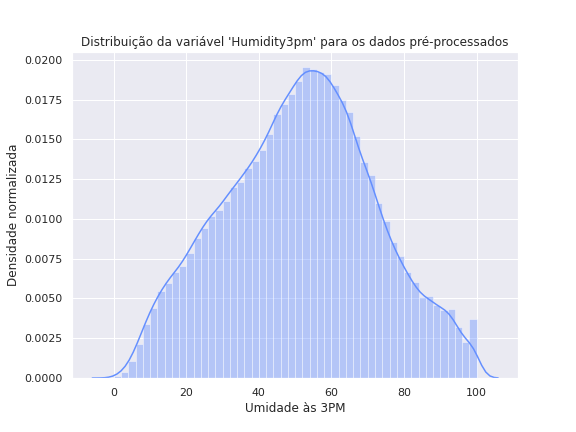 Distribuição da variável 'Humidity3pm' para os dados pré-processados
0.0200
0.0175
0.0150
0.0125
0.0100
0.0075
0.0050
0.0025
0.0000
Densidade normalizada
0 20 40 60 80 100
Umidade às 3PM